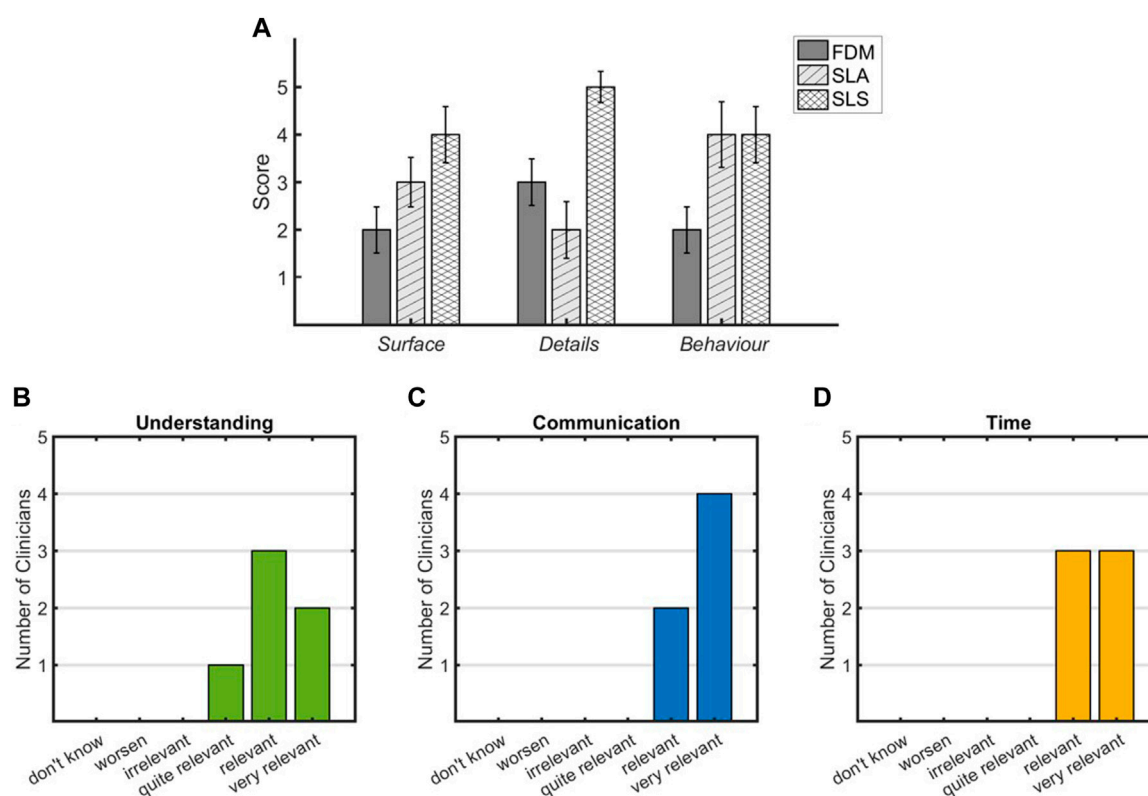 A
FDM
SLA
SLS
Score
5
4
3
2
1
Surface Details Behaviour
B
Understanding
Number of Clinicians
5
4
3
2
1
don't know worsen irrelevant quite relevant relevant very relevant
C
Communication
Number of Clinicians
5
4
3
2
1
don't know worsen irrelevant quite relevant relevant very relevant
D
Time
Number of Clinicians
5
4
3
2
1
don't know worsen irrelevant quite relevant relevant very relevant